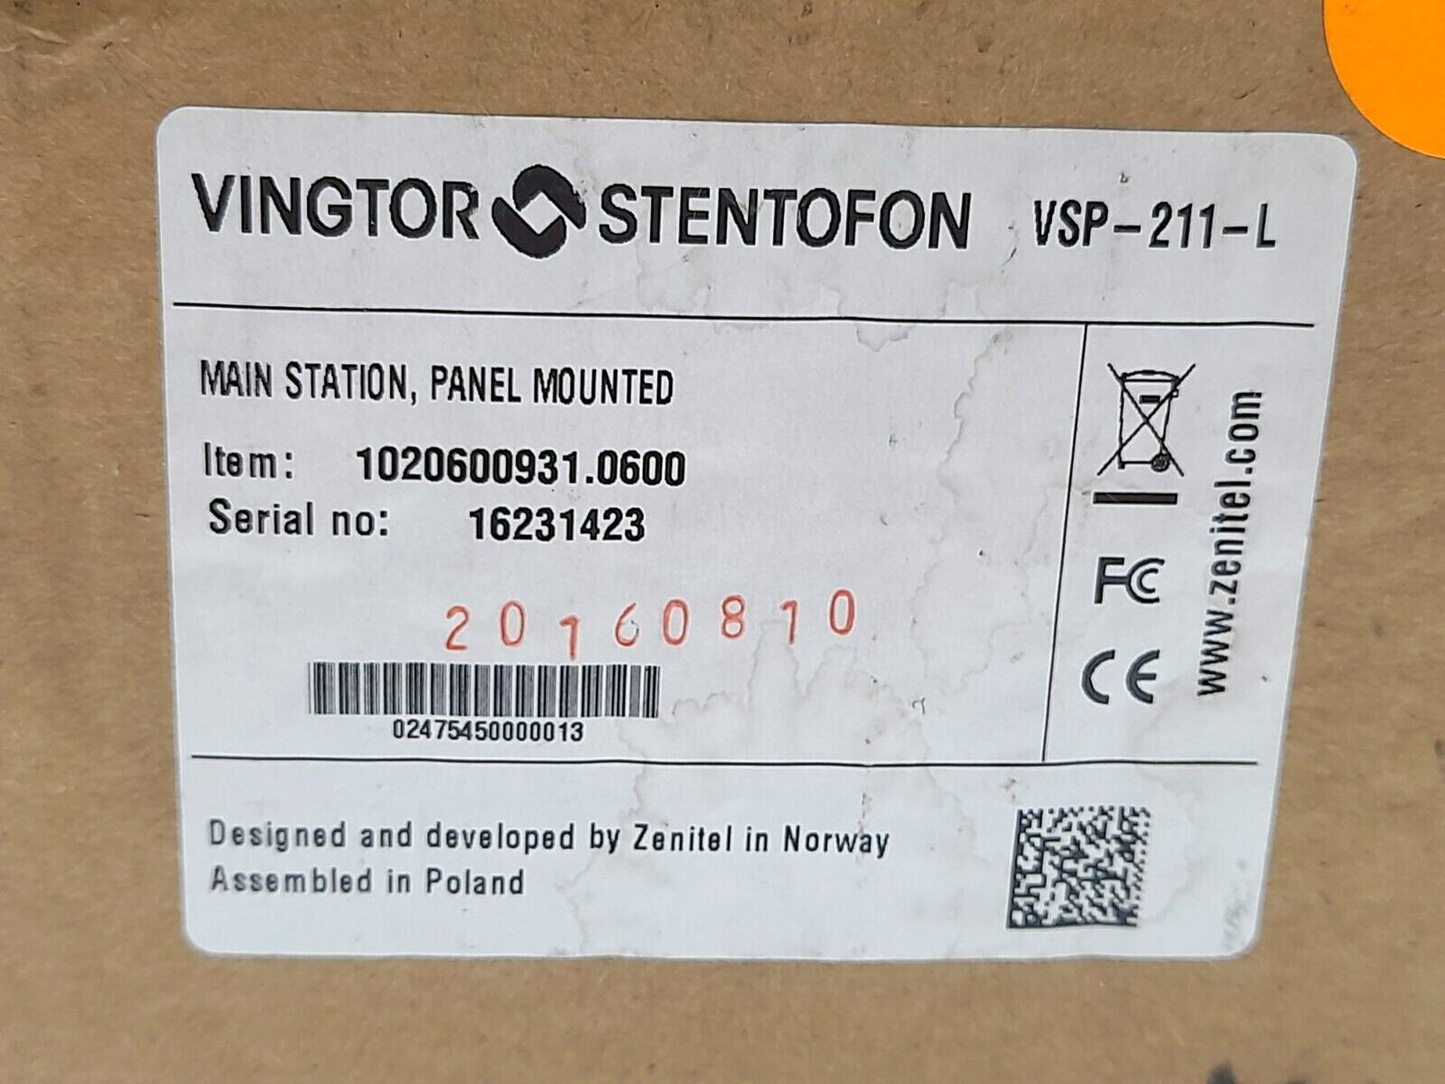 VINGTOR STENTOFON VSP-211-L
MAIN STATION, PANEL MOUNTED
Item: 1020600931.0600
Serial no: 16231423
20160810
02475450000013
FC
CE
www.zenitel.com
Designed and developed by Zenitel in Norway
Assembled in Poland